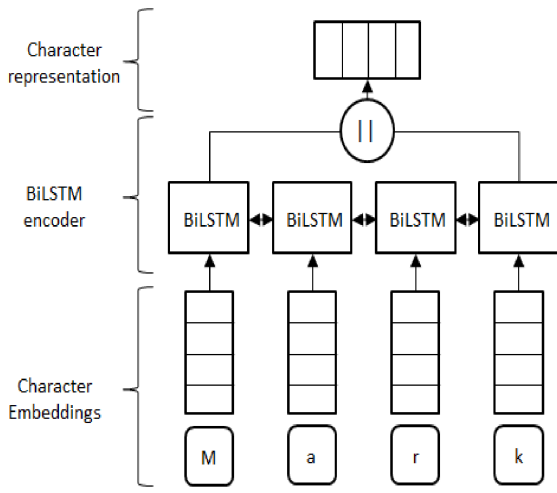 Character
representation
||
BiLSTM
encoder
BiLSTM BiLSTM BiLSTM BiLSTM
Character
Embeddings
M a r k